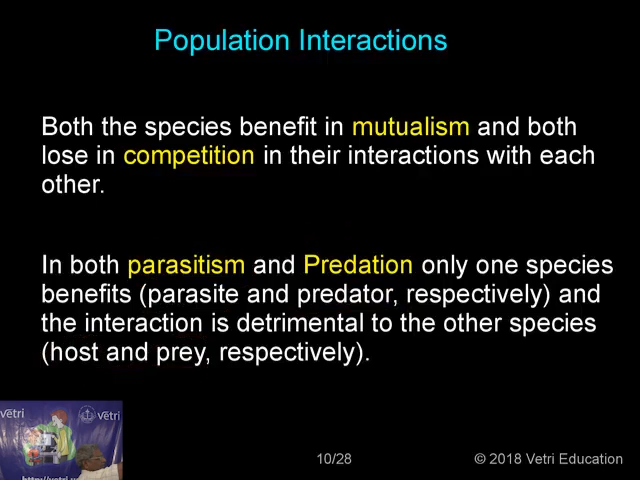 Population Interactions
Both the species benefit in mutualism and both
lose in competition in their interactions with each
other.
In both parasitism and Predation only one species
benefits (parasite and predator, respectively) and
the interaction is detrimental to the other species
(host and prey, respectively).
vetri
vetri
10/28
© 2018 Vetri Education